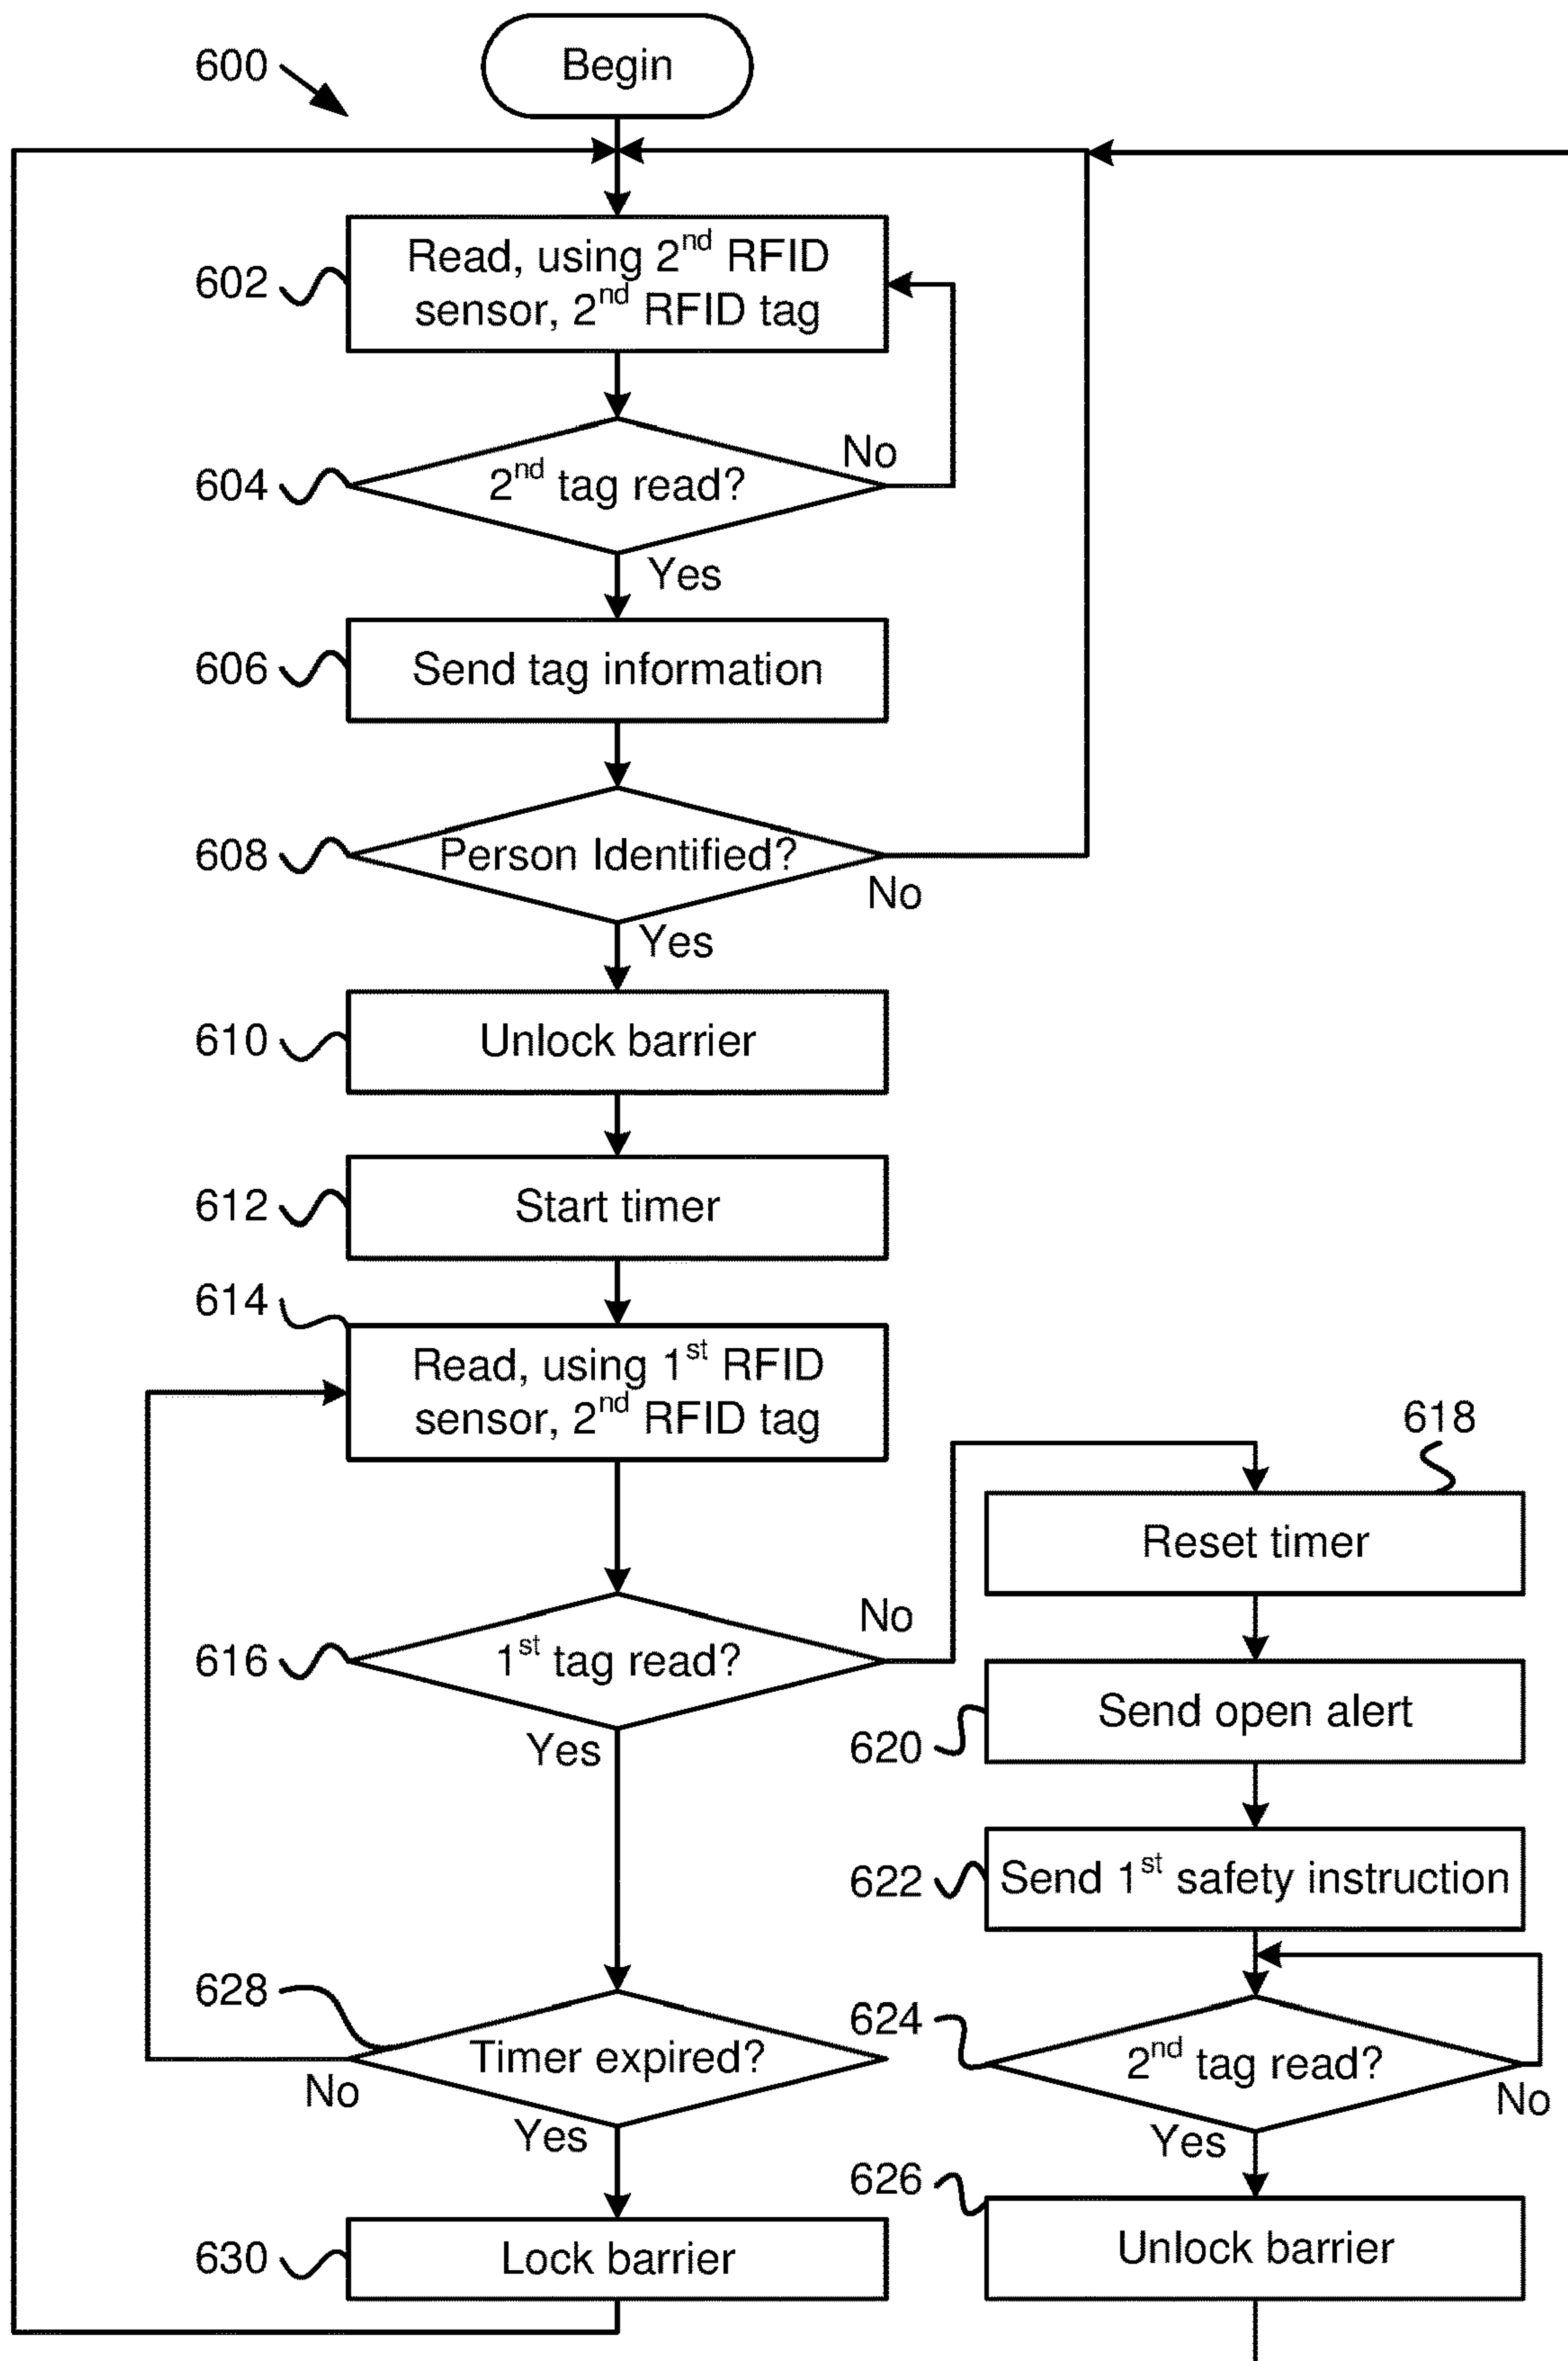 Begin
600
Read, using 2nd RFID
sensor, 2nd RFID tag
602
No
2nd tag read?
604
Yes
Send tag information
606
Person Identified?
608
No
Yes
Unlock barrier
610
Start timer
612
614
Read, using 1st RFID
sensor, 2nd RFID tag
618
Reset timer
No
1st tag read?
616
Yes
Send open alert
620
Send 1st safety instruction
622
628
Timer expired?
No
Yes
624
2nd tag read?
No
Yes
626
Unlock barrier
Lock barrier
630